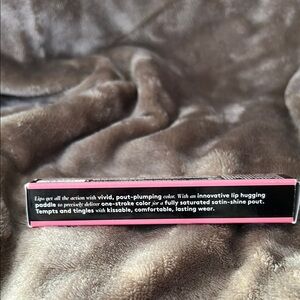 Lips get all the action with vivid, pout-plumping color. With an innovative lip hugging
paddle to precisely deliver one-stroke color for a fully saturated satin-shine pout.
Tempts and tingles with kissable, comfortable, lasting wear.